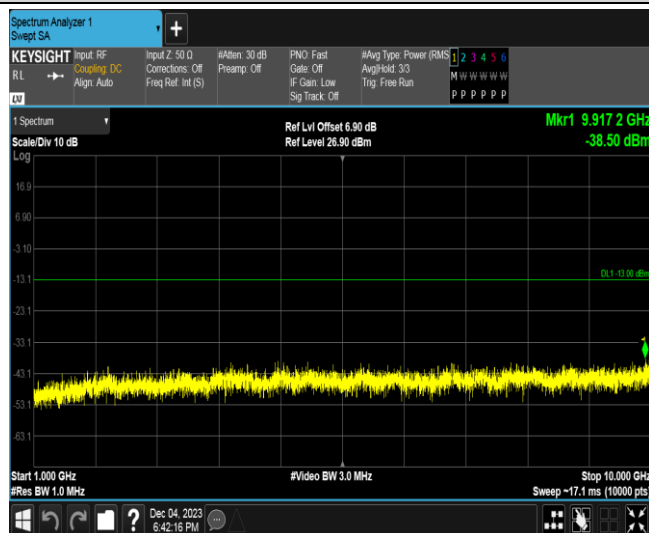 Spectrum Analyzer 1
Swept SA
+
KEYSIGHT
RL
LXI
Input: RF
Coupling: DC
Align: Auto
Input Z: 50 Ω
Corrections: Off
Freq Ref: Int (S)
#Atten: 30 dB
Preamp: Off
PNO: Fast
Gate: Off
IF Gain: Low
Sig Track: Off
#Avg Type: Power (RMS
Avg|Hold: 3/3
Trig: Free Run
1 2 3 4 5 6
M W W W W W
P P P P P P
1 Spectrum
Scale/Div 10 dB
Log
Ref Lvl Offset 6.90 dB
Ref Level 26.90 dBm
Mkr1 9.917 2 GHz
-38.50 dBm
16.9
6.90
-3.10
-13.1
DL1 -13.00 dBm
-23.1
-33.1
1
-43.1
-53.1
-63.1
Start 1.000 GHz
#Res BW 1.0 MHz
#Video BW 3.0 MHz
Stop 10.000 GHz
Sweep ~17.1 ms (10000 pts)
?
Dec 04, 2023
6:42:16 PM